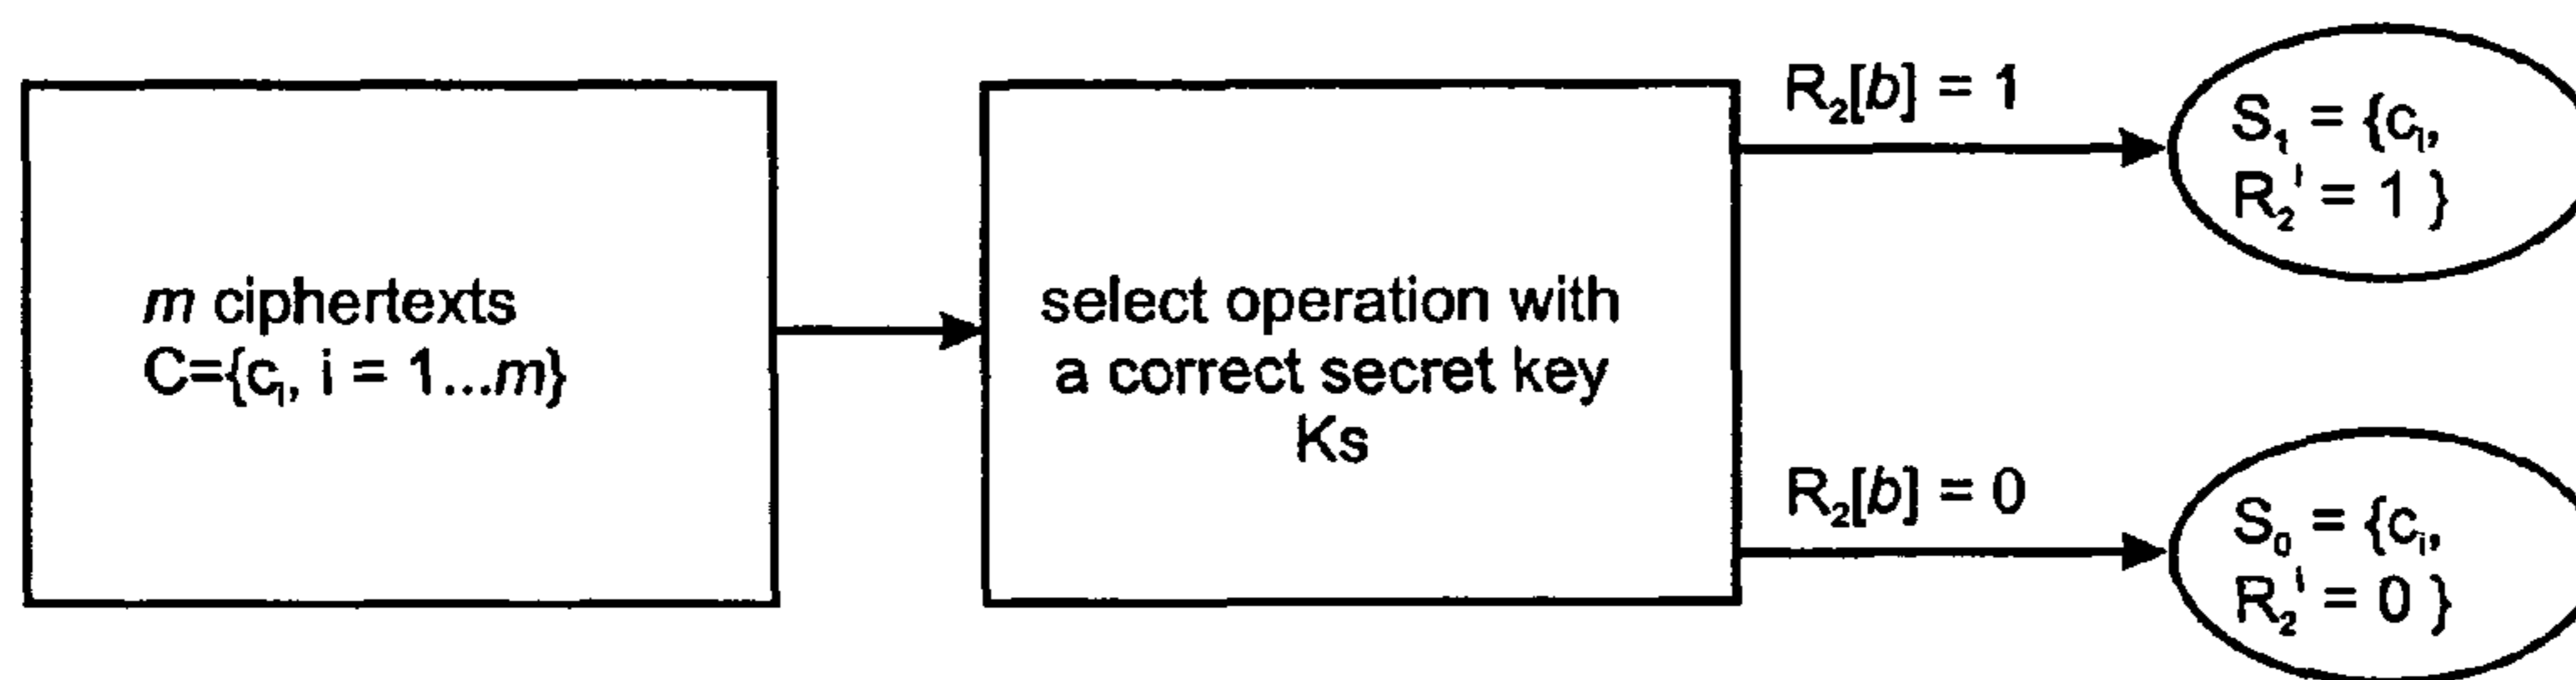 m ciphertexts
C={cᵢ, i = 1...m}
select operation with
a correct secret key
Ks
R₂[b] = 1
S₁ = {cᵢ,
R₂ⁱ = 1 }
R₂[b] = 0
S₀ = {cᵢ,
R₂ⁱ = 0 }